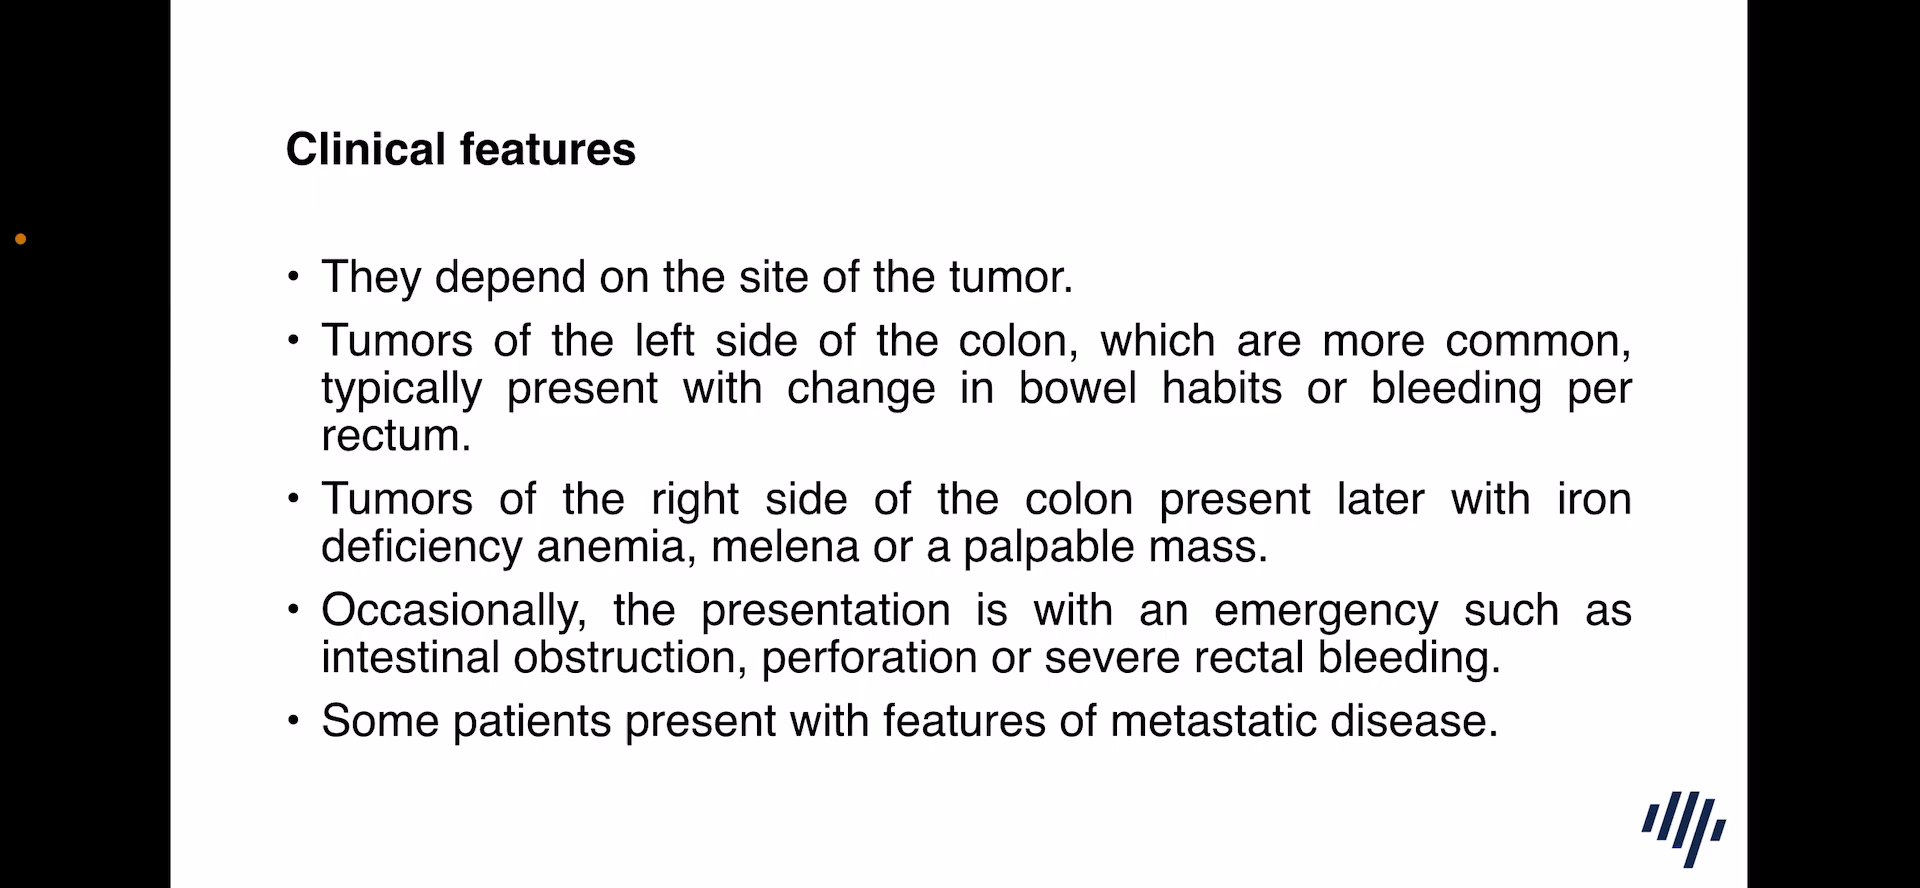 Clinical features
• They depend on the site of the tumor.
• Tumors of the left side of the colon, which are more common,
typically present with change in bowel habits or bleeding per
rectum.
• Tumors of the right side of the colon present later with iron
deficiency anemia, melena or a palpable mass.
• Occasionally, the presentation is with an emergency such as
intestinal obstruction, perforation or severe rectal bleeding.
• Some patients present with features of metastatic disease.